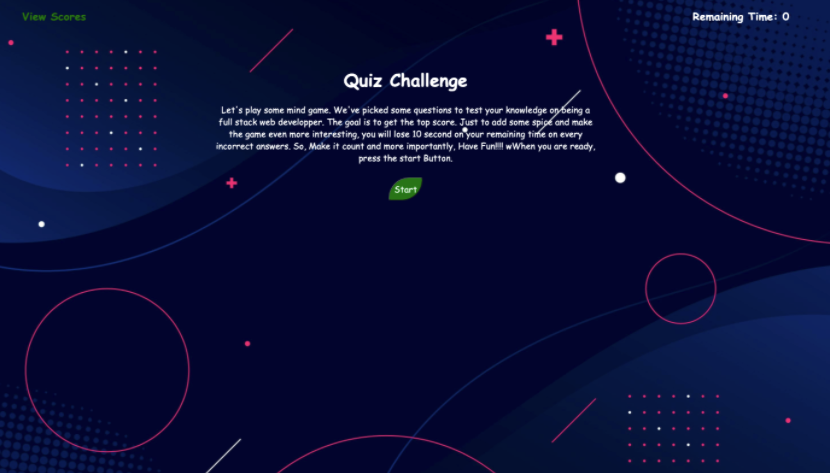 View Scores
Remaining Time: 0
Quiz Challenge
Let's play some mind game. We've picked some questions to test your knowledge on being a
full stack web developper. The goal is to get the top score. Just to add some spice and make
the game even more interesting, you will lose 10 second on your remaining time on every
incorrect answers. So, Make it count and more importantly, Have Fun!!!! wWhen you are ready,
press the start Button.
Start